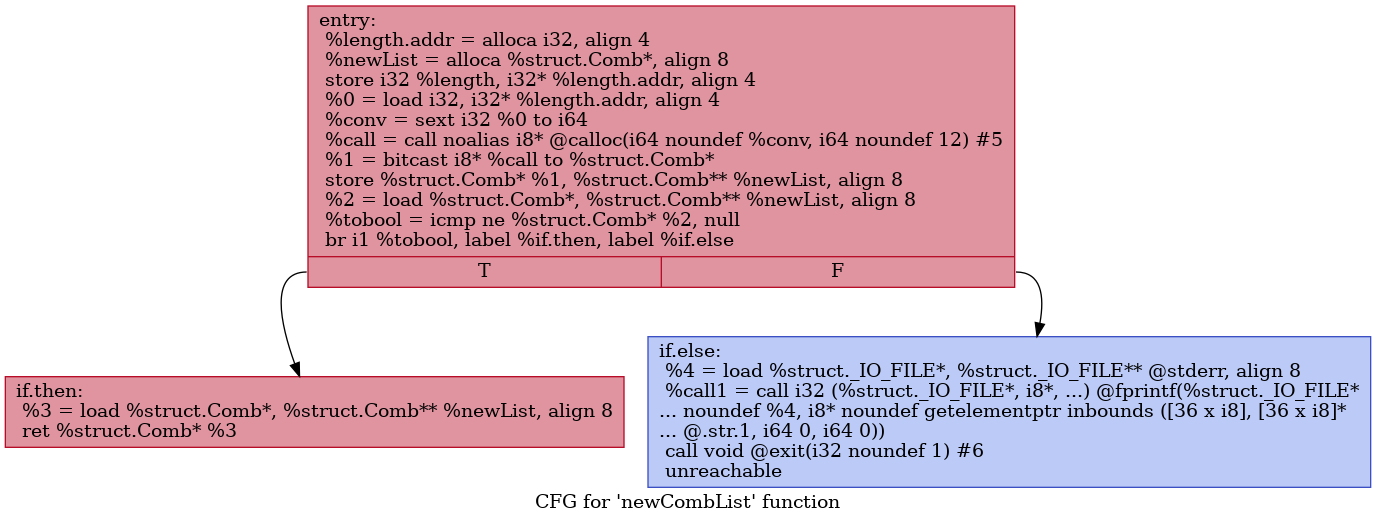 entry:
%length.addr = alloca i32, align 4
%newList = alloca %struct.Comb*, align 8
store i32 %length, i32* %length.addr, align 4
%0 = load i32, i32* %length.addr, align 4
%conv = sext i32 %0 to i64
%call = call noalias i8* @calloc(i64 noundef %conv, i64 noundef 12) #5
%1 = bitcast i8* %call to %struct.Comb*
store %struct.Comb* %1, %struct.Comb** %newList, align 8
%2 = load %struct.Comb*, %struct.Comb** %newList, align 8
%tobool = icmp ne %struct.Comb* %2, null
br i1 %tobool, label %if.then, label %if.else
T F
if.then:
%3 = load %struct.Comb*, %struct.Comb** %newList, align 8
ret %struct.Comb* %3
if.else:
%4 = load %struct._IO_FILE*, %struct._IO_FILE** @stderr, align 8
%call1 = call i32 (%struct._IO_FILE*, i8*, ...) @fprintf(%struct._IO_FILE*
... noundef %4, i8* noundef getelementptr inbounds ([36 x i8], [36 x i8]*
... @.str.1, i64 0, i64 0))
call void @exit(i32 noundef 1) #6
unreachable
CFG for 'newCombList' function